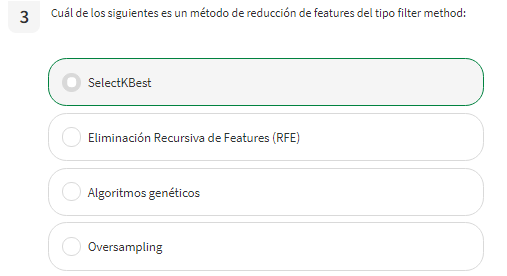 3
Cuál de los siguientes es un método de reducción de features del tipo filter method:
SelectKBest
Eliminación Recursiva de Features (RFE)
Algoritmos genéticos
Oversampling